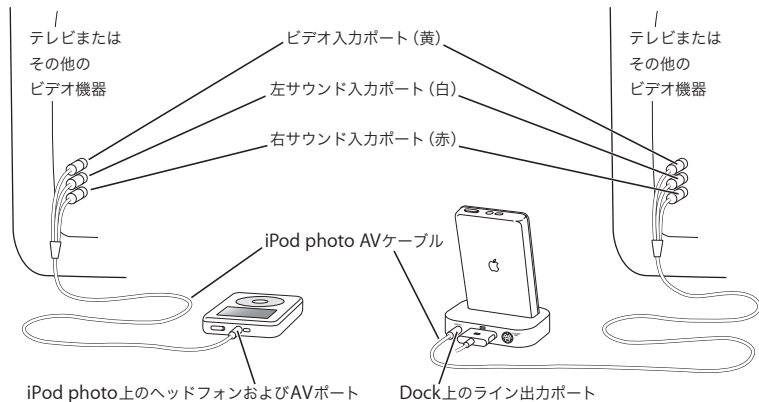 テレビまたは
その他の
ビデオ機器
ビデオ入力ポート（黄）
左サウンド入力ポート（白）
右サウンド入力ポート（赤）
テレビまたは
その他の
ビデオ機器
iPod photo AVケーブル
iPod photo上のヘッドフォンおよびAVポート
Dock上のライン出力ポート